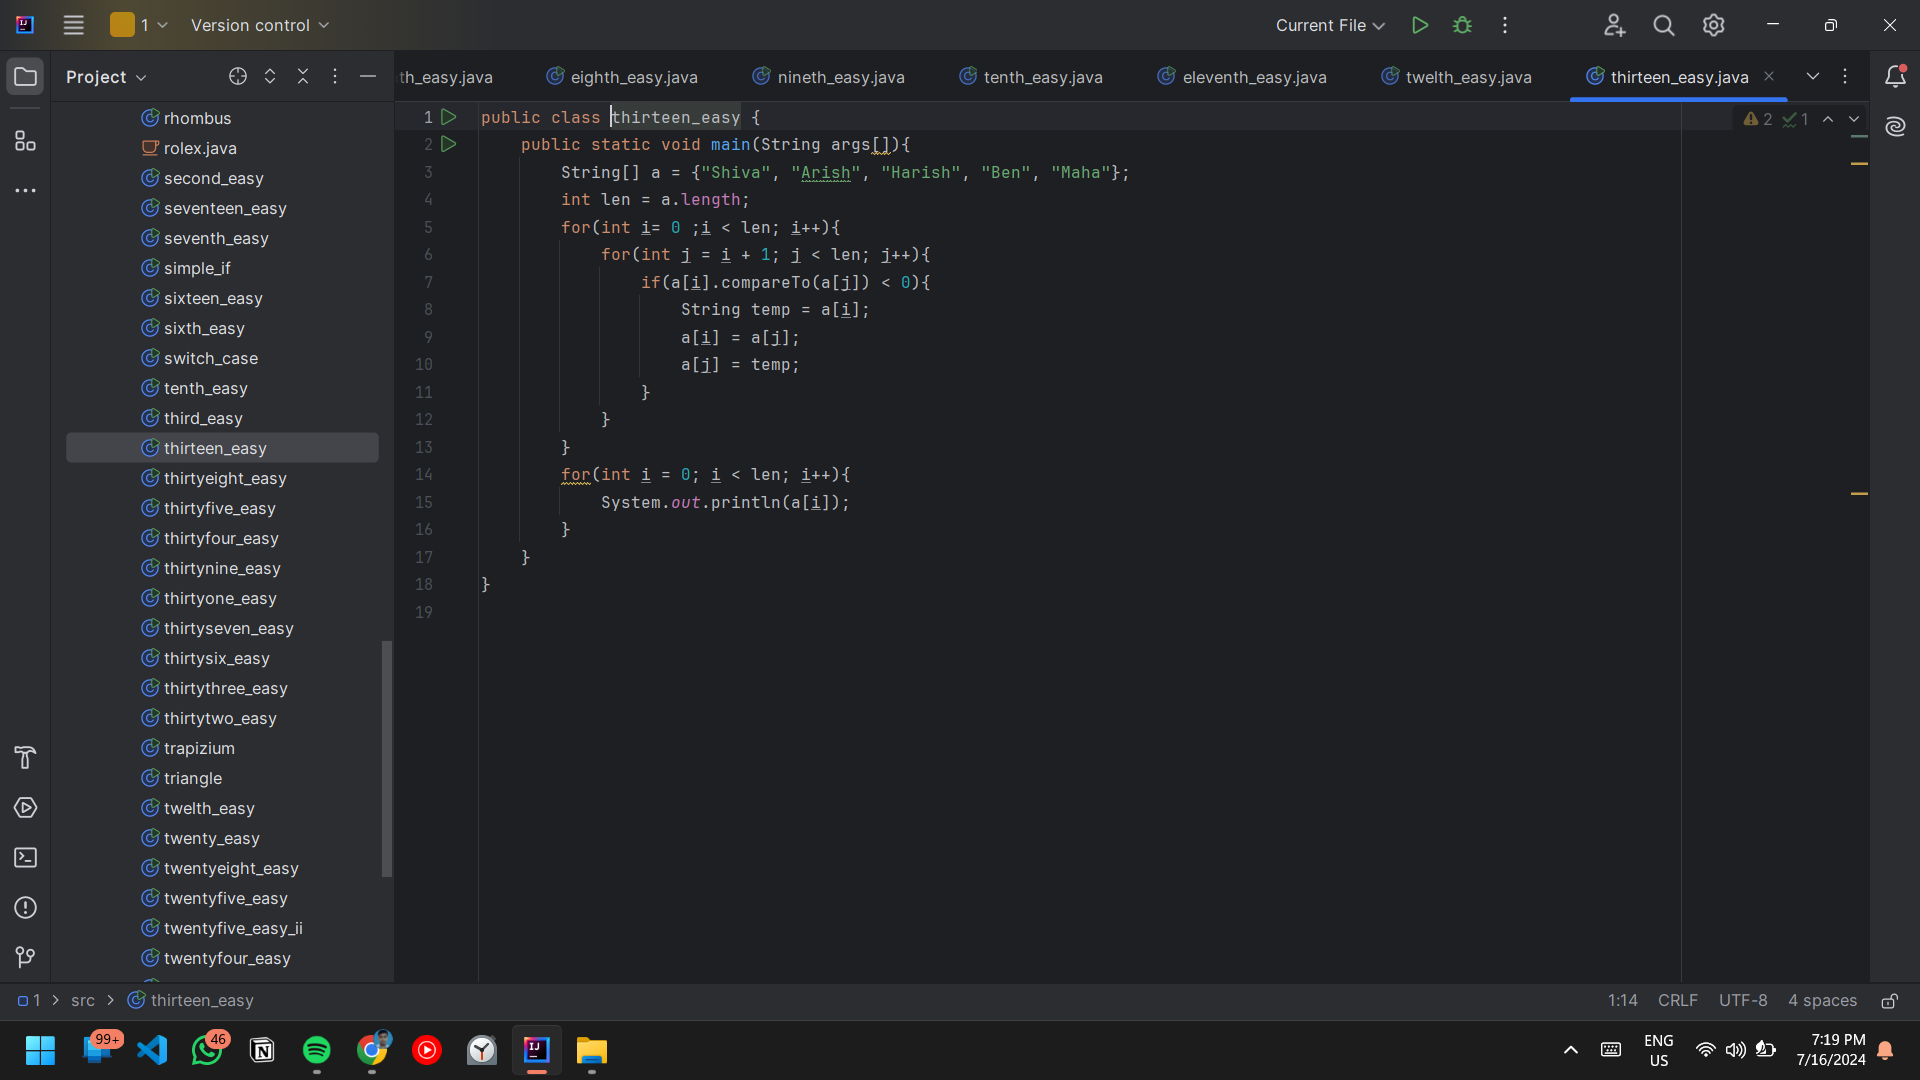 1 Version control Current File
Project
th_easy.java eighth_easy.java nineth_easy.java tenth_easy.java eleventh_easy.java twelth_easy.java thirteen_easy.java
rhombus
rolex.java
second_easy
seventeen_easy
seventh_easy
simple_if
sixteen_easy
sixth_easy
switch_case
tenth_easy
third_easy
thirteen_easy
thirtyeight_easy
thirtyfive_easy
thirtyfour_easy
thirtynine_easy
thirtyone_easy
thirtyseven_easy
thirtysix_easy
thirtythree_easy
thirtytwo_easy
trapizium
triangle
twelth_easy
twenty_easy
twentyeight_easy
twentyfive_easy
twentyfive_easy_ii
twentyfour_easy
1 public class thirteen_easy { 2 1
2 public static void main(String args[]){
3 String[] a = {"Shiva", "Arish", "Harish", "Ben", "Maha"};
4 int len = a.length;
5 for(int i= 0 ;i < len; i++){
6 for(int j = i + 1; j < len; j++){
7 if(a[i].compareTo(a[j]) < 0){
8 String temp = a[i];
9 a[i] = a[j];
10 a[j] = temp;
11 }
12 }
13 }
14 for(int i = 0; i < len; i++){
15 System.out.println(a[i]);
16 }
17 }
18 }
19
1 > src > thirteen_easy 1:14 CRLF UTF-8 4 spaces
99+ 46 ENG 7:19 PM
US 7/16/2024